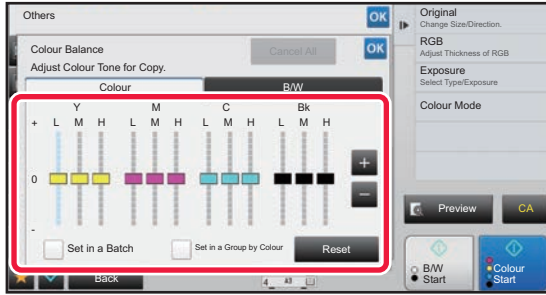 Others
OK
Colour Balance
Cancel All
OK
Adjust Colour Tone for Copy.
Colour
B/W
Y M C Bk
+ L M H L M H L M H L M H
0
+
-
-
Set in a Batch
Set in a Group by Colour
Reset
Back
4 A3
Original
Change Size/Direction.
RGB
Adjust Thickness of RGB
Exposure
Select Type/Exposure
Colour Mode
Preview
CA
B/W
Start
Colour
Start